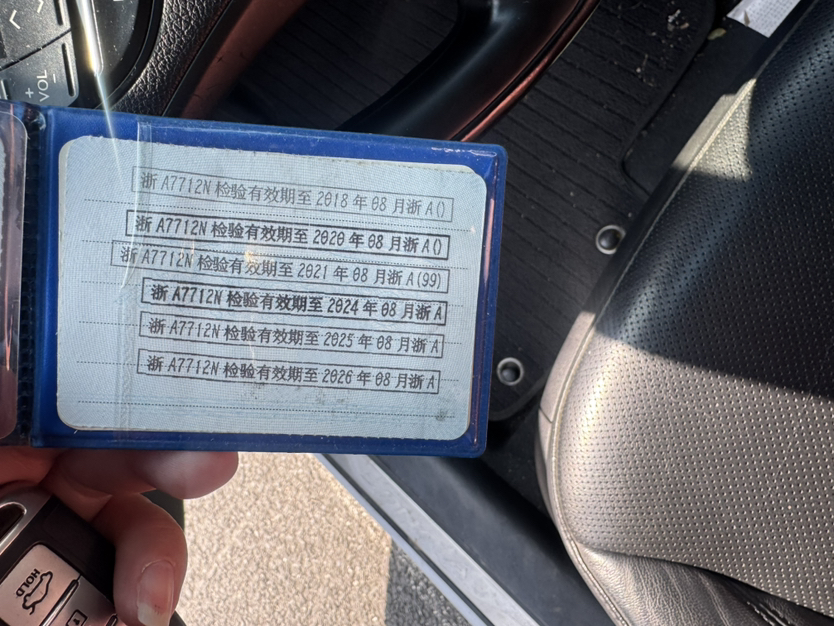 +
VOL
-
浙 A7712N 检验有效期至 2018 年 08 月浙 A()
浙 A7712N 检验有效期至 2020 年 08 月浙 A()
浙 A7712N 检验有效期至 2021 年 08 月浙 A(99)
浙 A7712N 检验有效期至 2024 年 08 月浙 A
浙 A7712N 检验有效期至 2025 年 08 月浙 A
浙 A7712N 检验有效期至 2026 年 08 月浙 A
HOLD